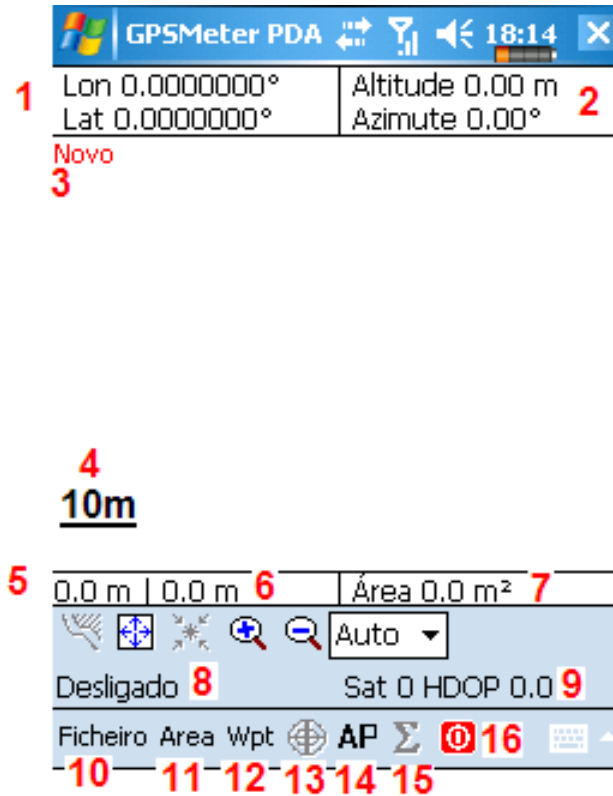 GPSMeter PDA 18:14
1 Lon 0.0000000° Altitude 0.00 m 2
Lat 0.0000000° Azimute 0.00°
Novo
3
4
10m
5 0.0 m | 0.0 m 6 Área 0.0 m² 7
Auto
Desligado 8 Sat 0 HDOP 0.0 9
Ficheiro Area Wpt AP Σ 16
10 11 12 13 14 15